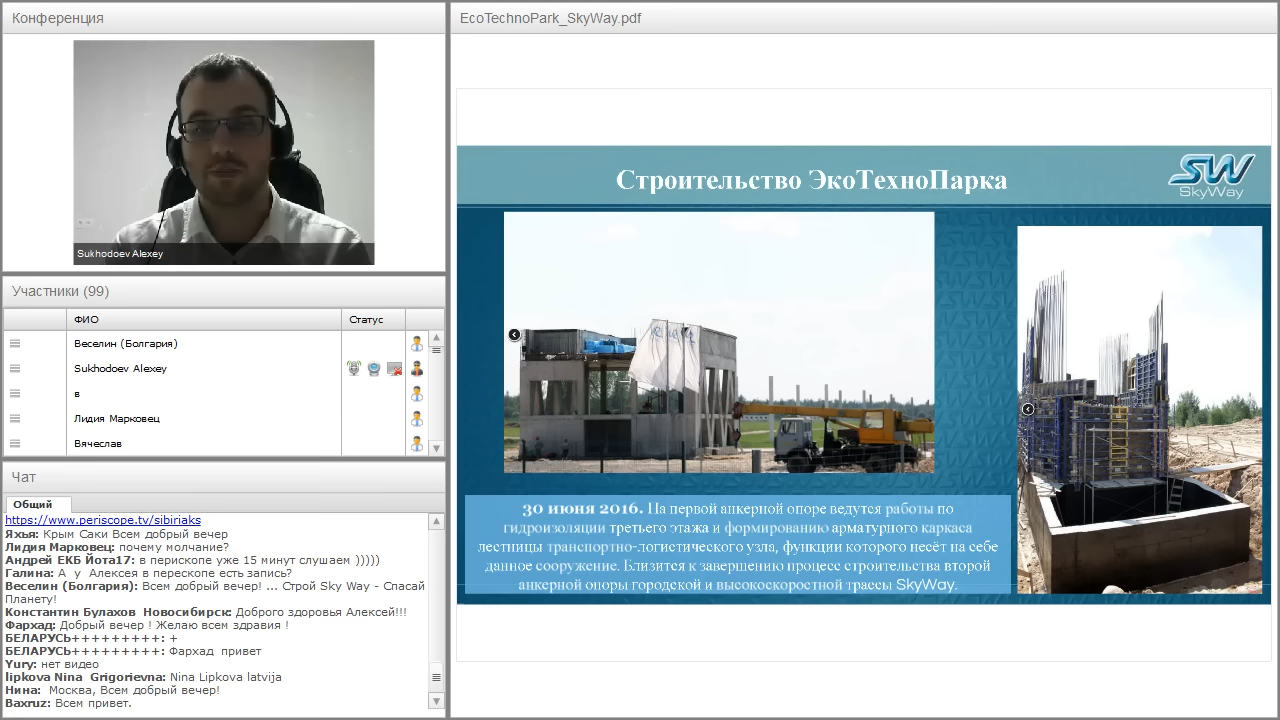 Конференция
Sukhodoev Alexey
Участники (99)
ФИО Статус
Веселин (Болгария)
Sukhodoev Alexey
в
Лидия Марковец
Вячеслав
Чат
Общий
https://www.periscope.tv/sibiriaks
Яхья: Крым Саки Всем добрый вечер
Лидия Марковец: почему молчание?
Андрей ЕКБ Йота17: в перископе уже 15 минут слушаем )))))
Галина: А у Алексея в перескопе есть запись?
Веселин (Болгария): Всем добрый вечер! ... Строй Sky Way - Спасай
Планету!
Константин Булахов Новосибирск: Доброго здоровья Алексей!!!
Фархад: Добрый вечер ! Желаю всем здравия !
БЕЛАРУСЬ+++++++++: +
БЕЛАРУСЬ+++++++++: Фархад привет
Yury: нет видео
lipkova Nina Grigorievna: Nina Lipkova latvija
Нина: Москва, Всем добрый вечер!
Baxruz: Всем привет.
EcoTechnoPark_SkyWay.pdf
Строительство ЭкоТехноПарка
SW
SkyWay
30 июня 2016. На первой анкерной опоре ведутся работы по
гидроизоляции третьего этажа и формированию арматурного каркаса
лестницы транспортно-логистического узла, функции которого несёт на себе
данное сооружение. Близится к завершению процесс строительства второй
анкерной опоры городской и высокоскоростной трассы SkyWay.